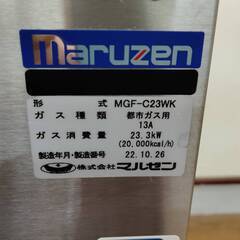 maruzen
形式 MGF-C23WK
ガス種類 都市ガス用
13A
ガス消費量 23.3kW
(20,000kcal/h)
製造年月・製造番号 22.10.26
株式会社マルゼン